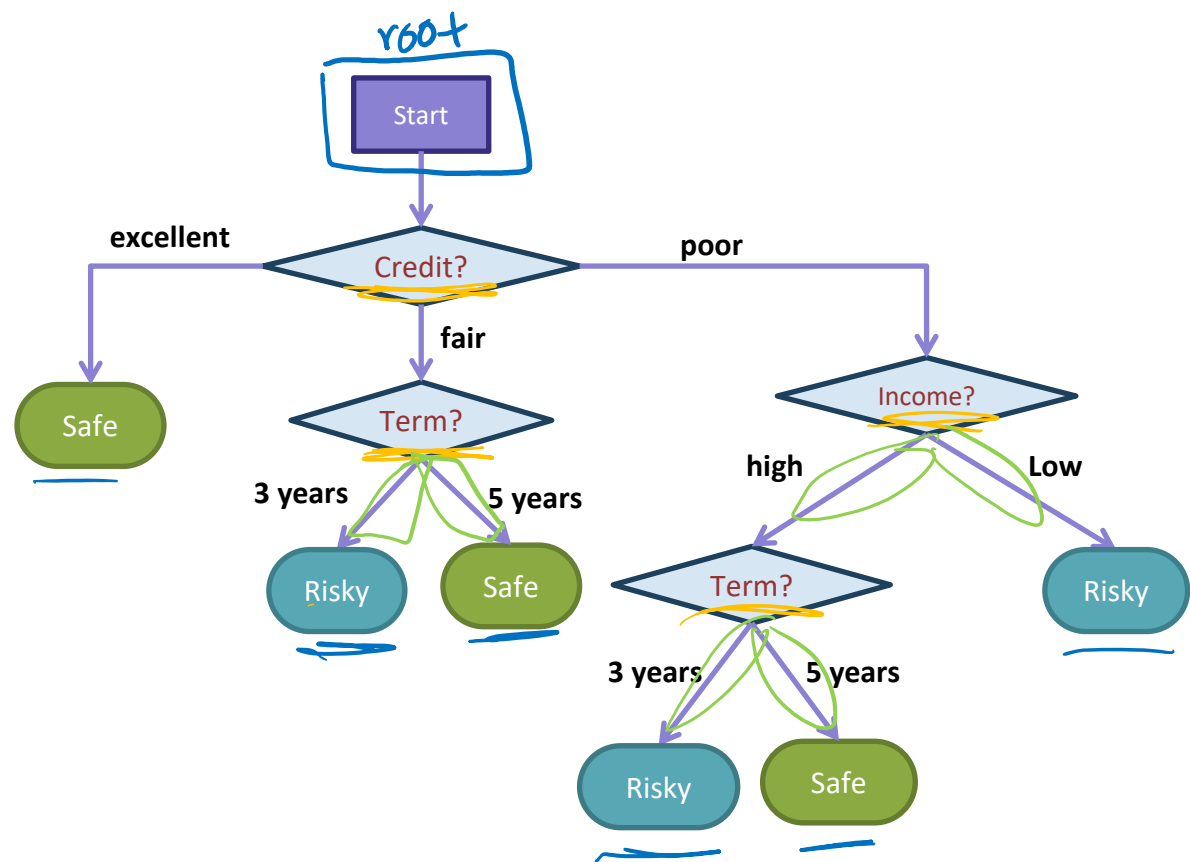 root
Start
excellent
poor
Credit?
fair
Safe
Term?
Income?
high
Low
3 years
5 years
Risky
Safe
Term?
Risky
3 years
5 years
Risky
Safe